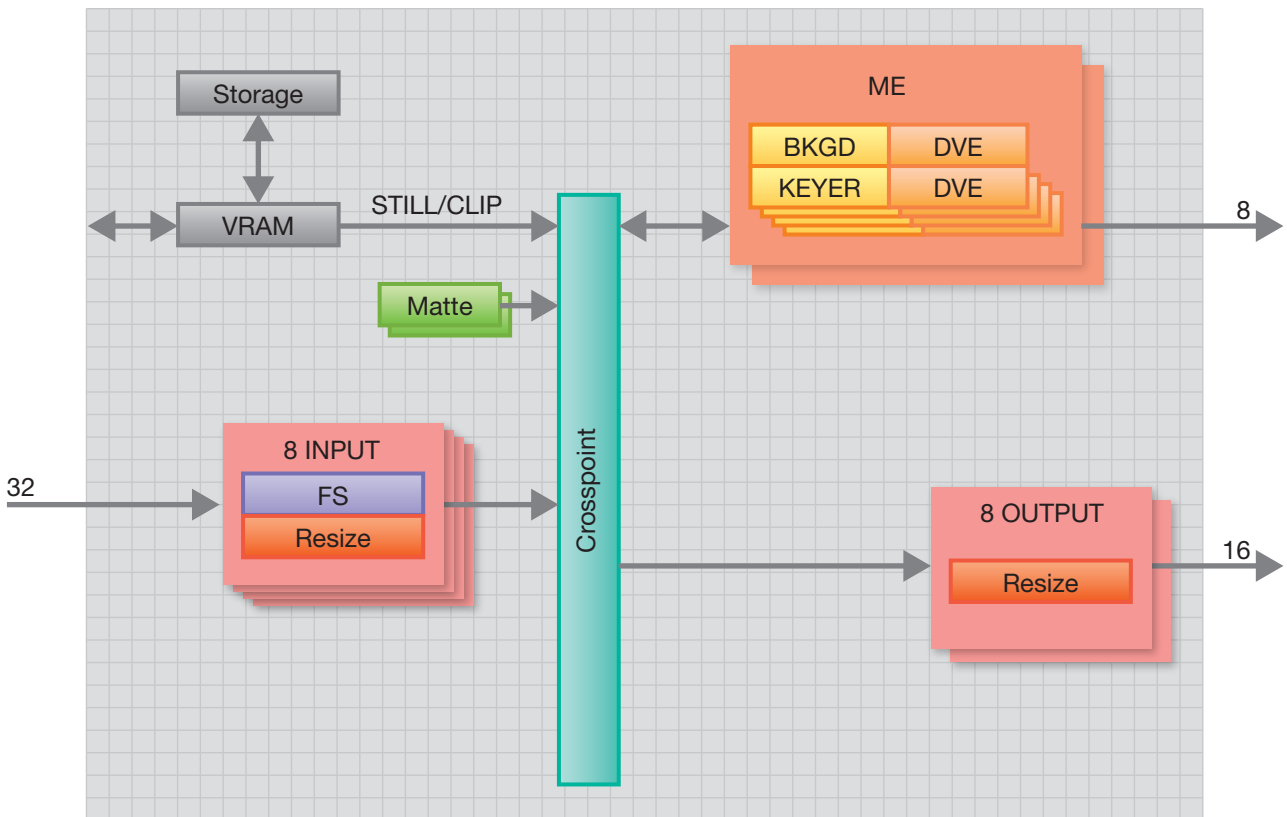 ME
Storage
BKGD
DVE
KEYER
DVE
STILL/CLIP
VRAM
8
Matte
8 INPUT
32
FS
Resize
Crosspoint
8 OUTPUT
16
Resize